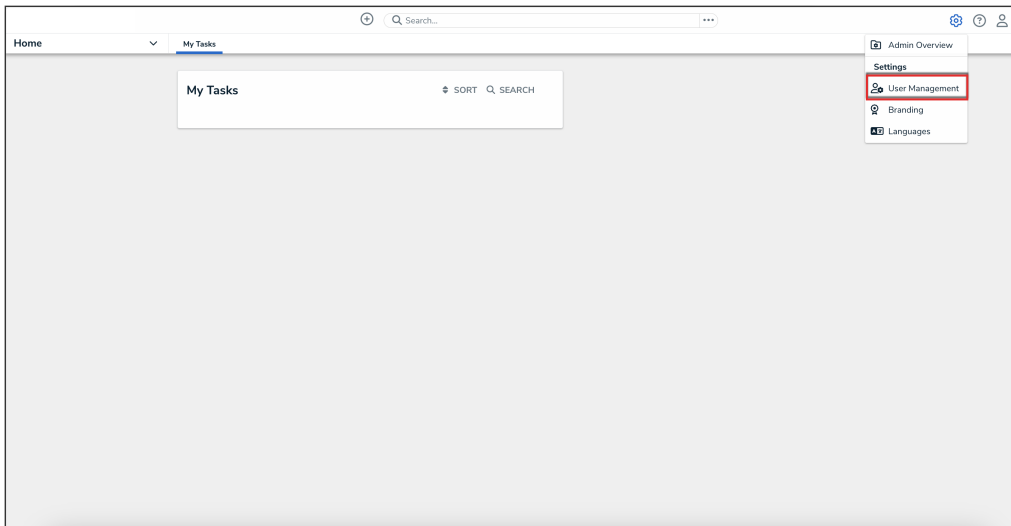 Search...
Home
My Tasks
Admin Overview
Settings
User Management
Branding
Languages
My Tasks
SORT
SEARCH